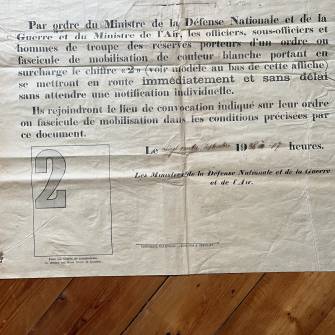 Par ordre du Ministre de la Défense Nationale et de la
Guerre et du Ministre de l'Air, les officiers, sous-officiers et
hommes de troupe des réserves porteurs d'un ordre ou
fascicule de mobilisation de couleur blanche portant en
surcharge le chiffre « 2 » (voir modèle au bas de cette affiche)
se mettront en route immédiatement et sans délai
sans attendre une notification individuelle.
Ils rejoindront le lieu de convocation indiqué sur leur ordre
ou fascicule de mobilisation dans les conditions précisées par
ce document.
Le septembre 19 heures.
Les Ministres de la Défense Nationale et de la Guerre
et de l'Air.
2